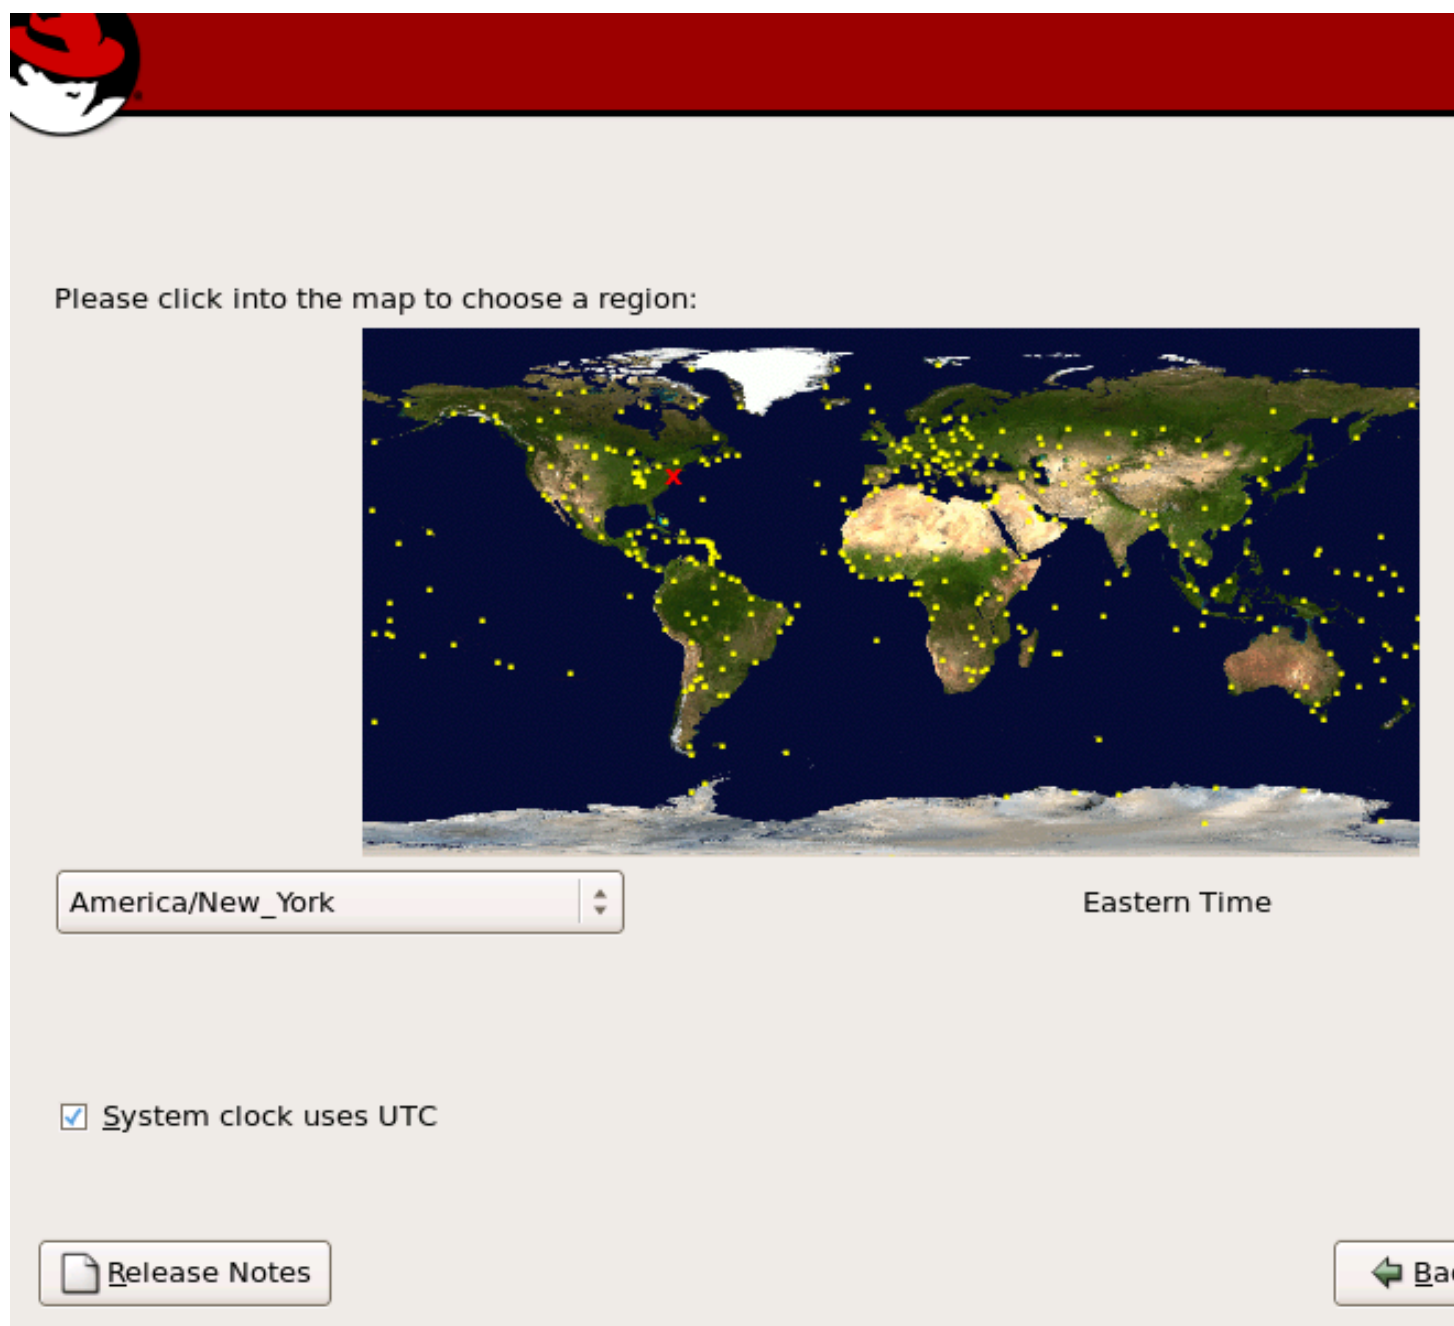 Please click into the map to choose a region:
America/New_York
Eastern Time
System clock uses UTC
Release Notes